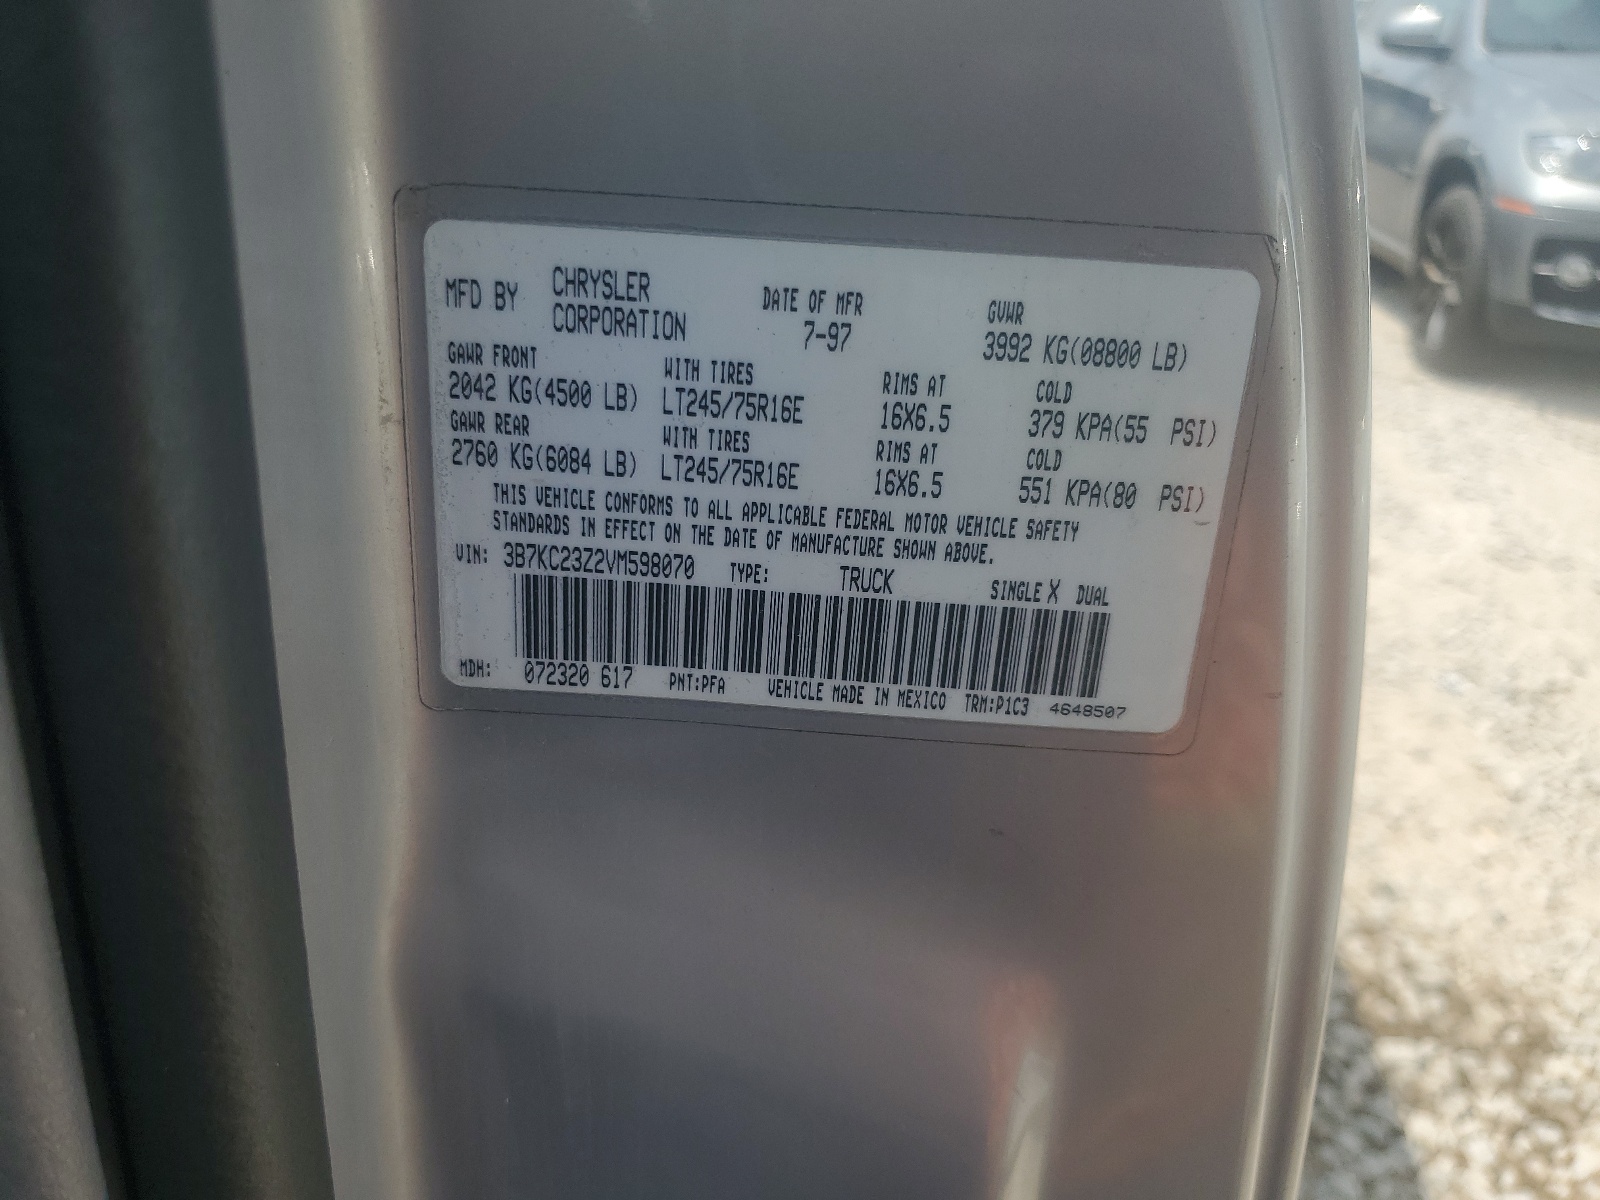 MFD BY CHRYSLER CORPORATION DATE OF MFR 7-97 GVWR 3992 KG(08800 LB)
GAWR FRONT WITH TIRES RIMS AT COLD
2042 KG(4500 LB) LT245/75R16E 16X6.5 379 KPA(55 PSI)
GAWR REAR WITH TIRES RIMS AT COLD
2760 KG(6084 LB) LT245/75R16E 16X6.5 551 KPA(80 PSI)
THIS VEHICLE CONFORMS TO ALL APPLICABLE FEDERAL MOTOR VEHICLE SAFETY
STANDARDS IN EFFECT ON THE DATE OF MANUFACTURE SHOWN ABOVE.
VIN: 3B7KC23Z2VM598070 TYPE: TRUCK SINGLE X DUAL
MDH: 072320 617 PNT:PFA VEHICLE MADE IN MEXICO TRM:P1C3 4648507